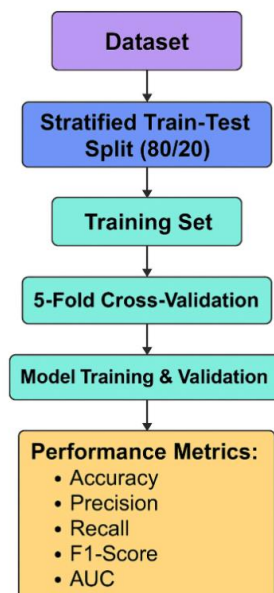 Dataset
Stratified Train-Test
Split (80/20)
Training Set
5-Fold Cross-Validation
Model Training & Validation
Performance Metrics:
• Accuracy
• Precision
• Recall
• F1-Score
• AUC